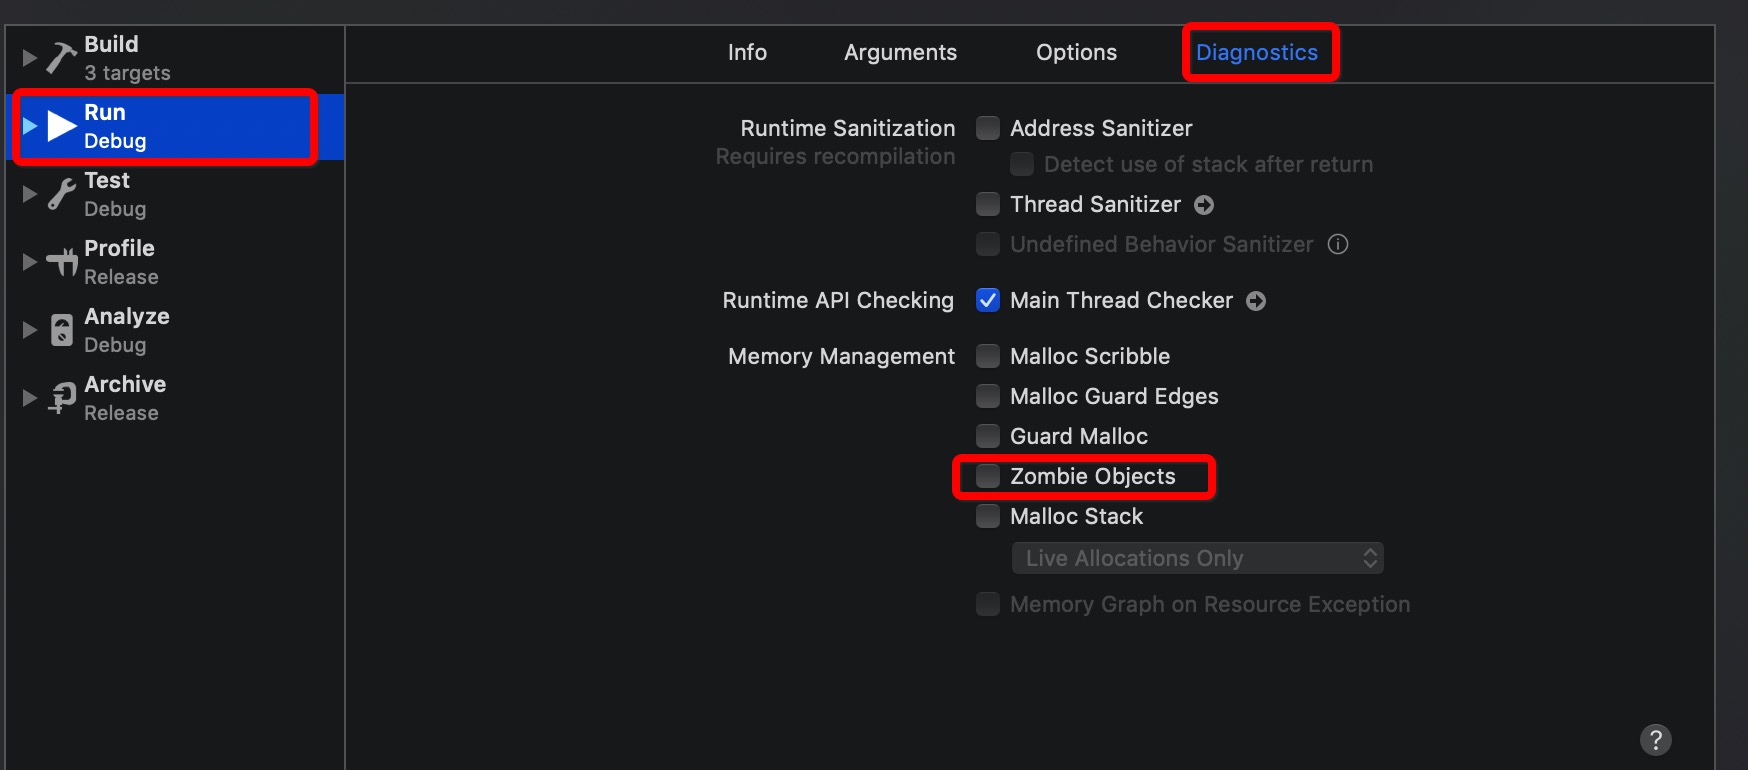 Build
3 targets
Run
Debug
Test
Debug
Profile
Release
Analyze
Debug
Archive
Release
Info Arguments Options Diagnostics
Runtime Sanitization Address Sanitizer
Requires recompilation Detect use of stack after return
Thread Sanitizer
Undefined Behavior Sanitizer
Runtime API Checking Main Thread Checker
Memory Management Malloc Scribble
Malloc Guard Edges
Guard Malloc
Zombie Objects
Malloc Stack
Live Allocations Only
Memory Graph on Resource Exception
?